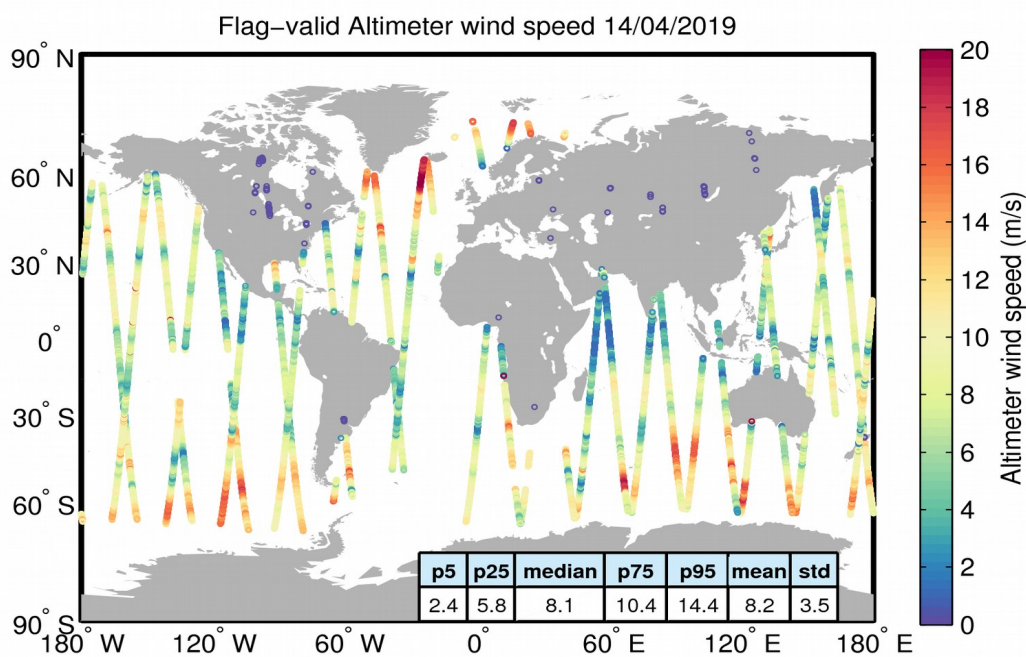 Flag−valid Altimeter wind speed 14/04/2019
90° N
60° N
30° N
0°
30° S
60° S
90° S
180° W
120° W
60° W
0°
60° E
120° E
180° E
p5 p25 median p75 p95 mean std
2.4 5.8 8.1 10.4 14.4 8.2 3.5
20
18
16
14
12
10
8
6
4
2
0
Altimeter wind speed (m/s)